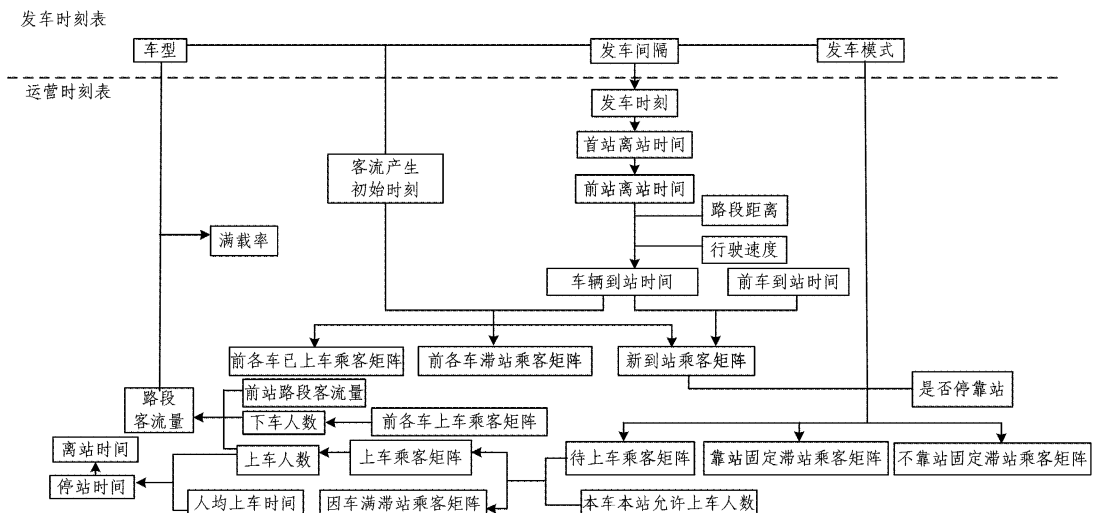 发车时刻表
车型
发车间隔
发车模式
运营时刻表
发车时刻
首站离站时间
客流产生
初始时刻
前站离站时间
路段距离
满载率
行驶速度
车辆到站时间
前车到站时间
前各车已上车乘客矩阵
前各车滞站乘客矩阵
新到站乘客矩阵
是否停靠站
路段
客流量
前站路段客流量
下车人数
前各车上车乘客矩阵
离站时间
上车人数
上车乘客矩阵
待上车乘客矩阵
靠站固定滞站乘客矩阵
不靠站固定滞站乘客矩阵
停站时间
人均上车时间
因车满滞站乘客矩阵
本车本站允许上车人数